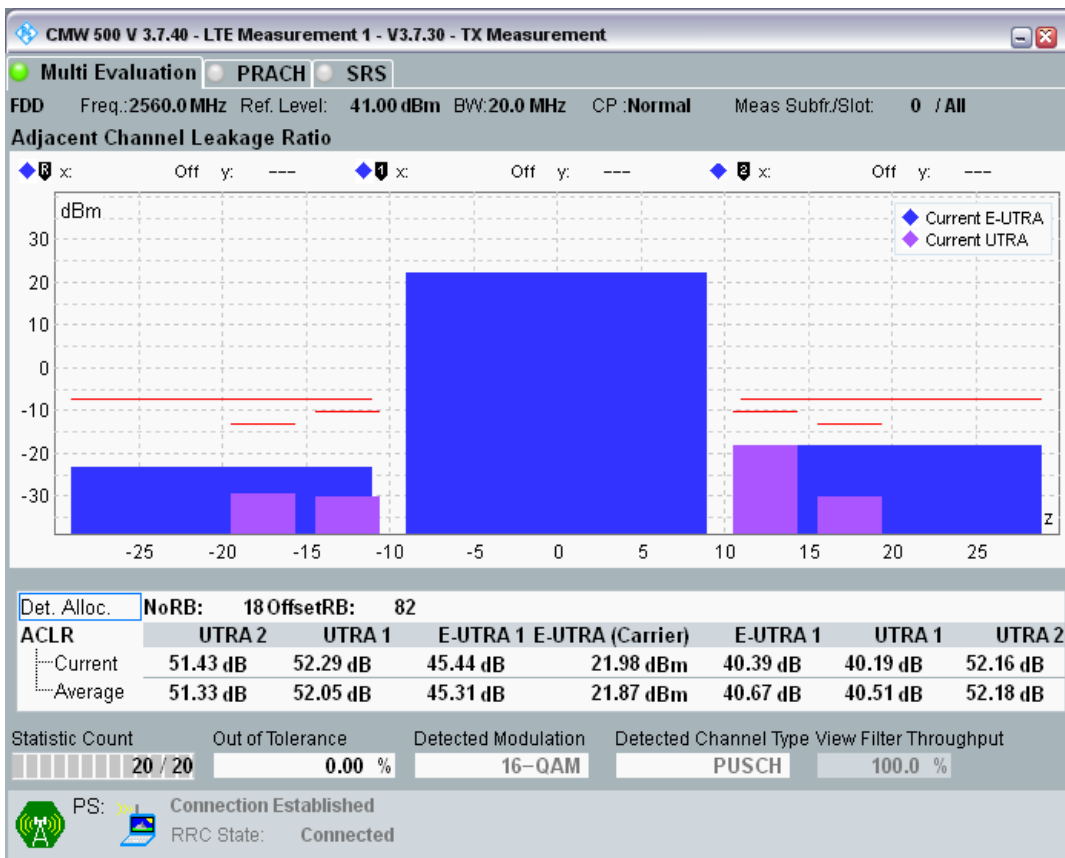 CMW 500 V 3.7.40 - LTE Measurement 1 - V3.7.30 - TX Measurement
Multi Evaluation PRACH SRS
FDD Freq.:2560.0 MHz Ref. Level: 41.00 dBm BW:20.0 MHz CP :Normal Meas Subfr./Slot: 0 / All
Adjacent Channel Leakage Ratio
R x: Off y: --- 1 x: Off y: --- 2 x: Off y: ---
dBm
Current E-UTRA
Current UTRA
30
20
10
0
-10
-20
-30
z
-25 -20 -15 -10 -5 0 5 10 15 20 25
Det. Alloc. NoRB: 18 OffsetRB: 82
ACLR UTRA 2 UTRA 1 E-UTRA 1 E-UTRA (Carrier) E-UTRA 1 UTRA 1 UTRA 2
Current 51.43 dB 52.29 dB 45.44 dB 21.98 dBm 40.39 dB 40.19 dB 52.16 dB
Average 51.33 dB 52.05 dB 45.31 dB 21.87 dBm 40.67 dB 40.51 dB 52.18 dB
Statistic Count Out of Tolerance Detected Modulation Detected Channel Type View Filter Throughput
20 / 20 0.00 % 16-QAM PUSCH 100.0 %
PS: Connection Established
RRC State: Connected